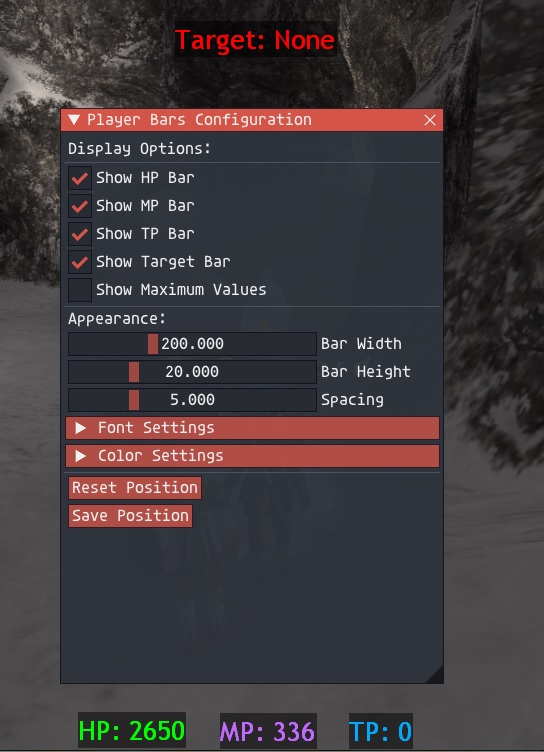 Target: None
Player Bars Configuration
Display Options:
Show HP Bar
Show MP Bar
Show TP Bar
Show Target Bar
Show Maximum Values
Appearance:
200.000 Bar Width
20.000 Bar Height
5.000 Spacing
Font Settings
Color Settings
Reset Position
Save Position
HP: 2650 MP: 336 TP: 0